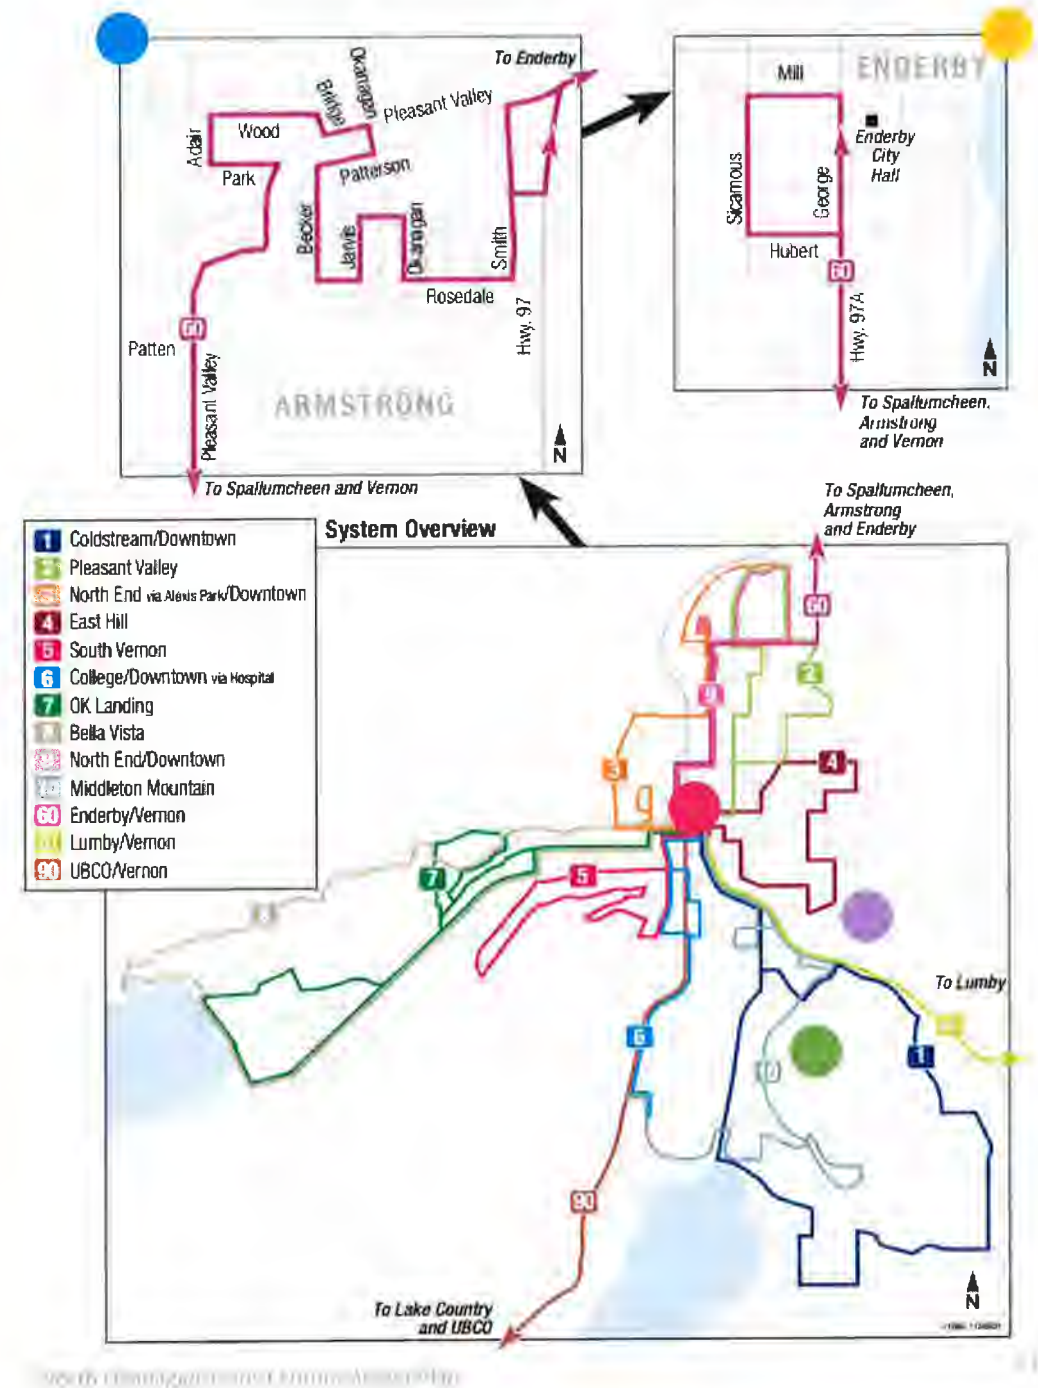 To Enderby
Okanagan
Bridge
Pleasant Valley
Wood
Adair
Park
Patterson
Becker
Jarvis
Okanagan
Smith
Rosedale
Hwy. 97
60
Patten
Pleasant Valley
ARMSTRONG
N
To Spallumcheen and Vernon
ENDERBY
Mill
Enderby
City
Hall
Sicamous
George
Hubert
60
Hwy. 97A
N
To Spallumcheen,
Armstrong
and Vernon
To Spallumcheen,
Armstrong
and Enderby
System Overview
1 Coldstream/Downtown
2 Pleasant Valley
North End via Alexis Park/Downtown
4 East Hill
5 South Vernon
6 College/Downtown via Hospital
7 OK Landing
Bella Vista
North End/Downtown
Middleton Mountain
60 Enderby/Vernon
Lumby/Vernon
90 UBCO/Vernon
60
2
9
3
4
7
5
To Lumby
6
1
90
To Lake Country
and UBCO
N